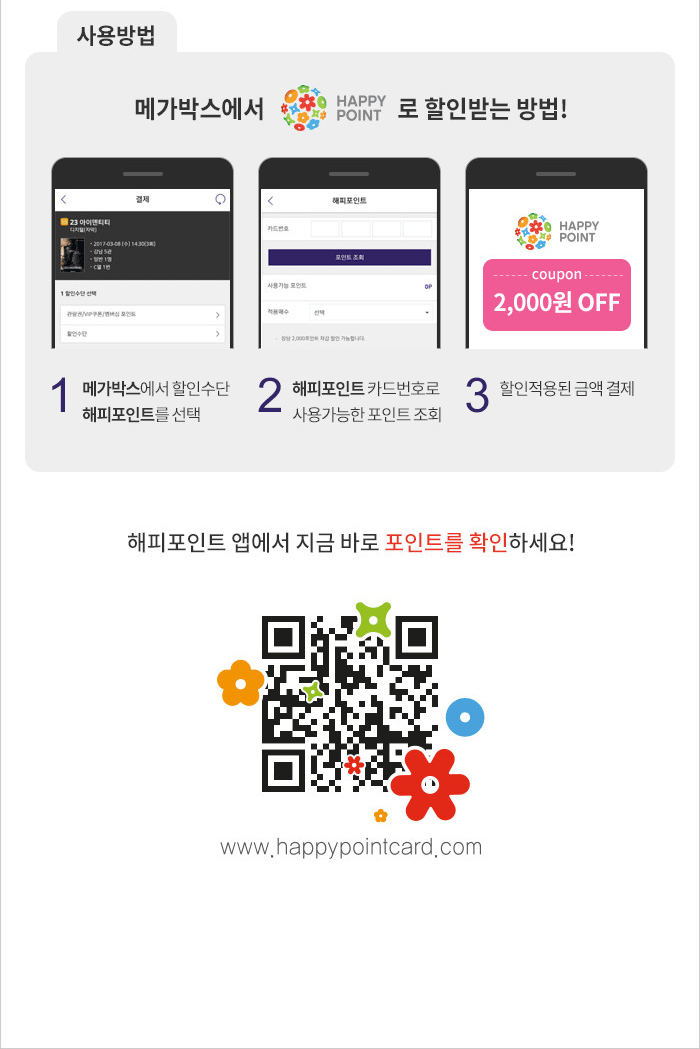 사용방법
메가박스에서 HAPPY POINT 로 할인받는 방법!
결제
23 아이덴티티
디지털(자막)
· 2017-03-08 (수) 14:30(3회)
· 강남 5관
· 일반 1명
· C열 1번
1 할인수단 선택
관람권/VIP쿠폰/멤버십 포인트
할인수단
해피포인트
카드번호
포인트 조회
사용가능 포인트 0P
적용매수 선택
· 장당 2,000포인트 차감 할인 가능합니다.
HAPPY
POINT
coupon
2,000원 OFF
1 메가박스에서 할인수단
해피포인트를 선택
2 해피포인트 카드번호로
사용가능한 포인트 조회
3 할인적용된 금액 결제
해피포인트 앱에서 지금 바로 포인트를 확인하세요!
www.happypointcard.com